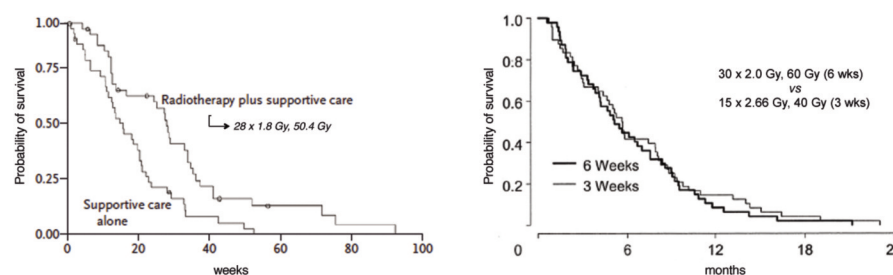 Probability of survival
1.00
0.75
0.50
0.25
0.00
Radiotherapy plus supportive care
28 x 1.8 Gy, 50.4 Gy
Supportive care
alone
0
20
40
60
80
100
weeks
Probability of survival
1.0
0.8
0.6
0.4
0.2
30 x 2.0 Gy, 60 Gy (6 wks)
vs
15 x 2.66 Gy, 40 Gy (3 wks)
6 Weeks
3 Weeks
0
0
6
12
18
months